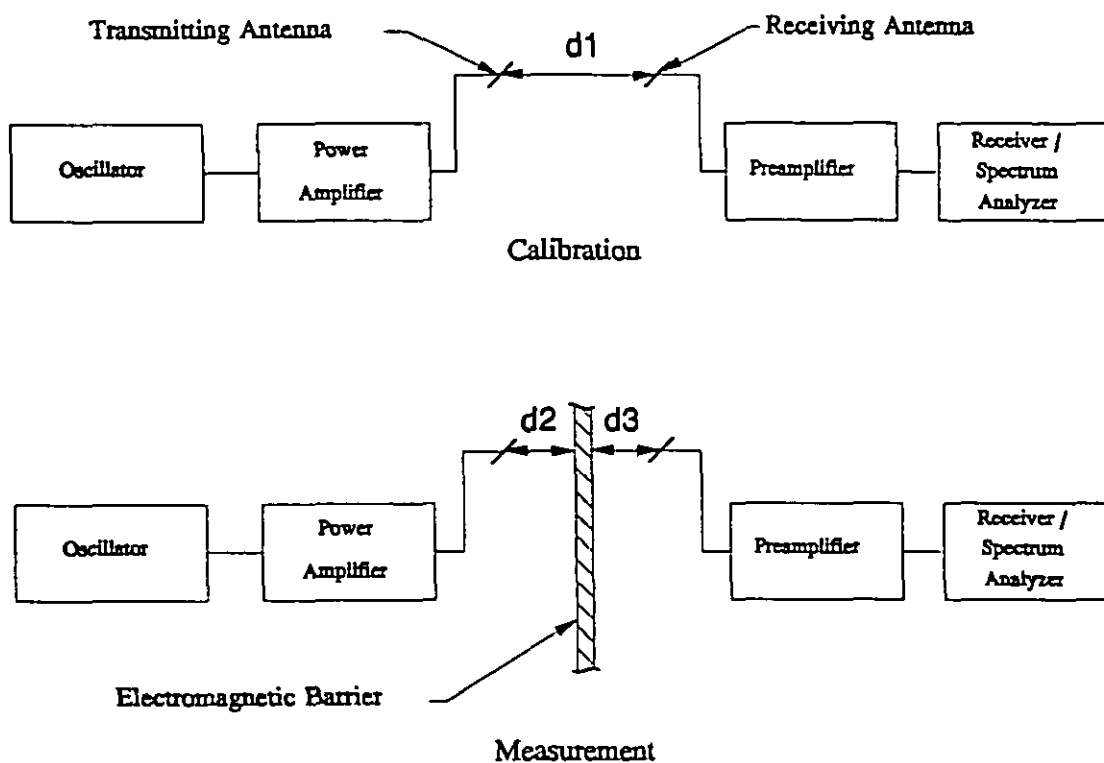 Transmitting Antenna
d1
Receiving Antenna
Oscillator
Power
Amplifier
Preamplifier
Receiver /
Spectrum
Analyzer
Calibration
d2
d3
Oscillator
Power
Amplifier
Preamplifier
Receiver /
Spectrum
Analyzer
Electromagnetic Barrier
Measurement